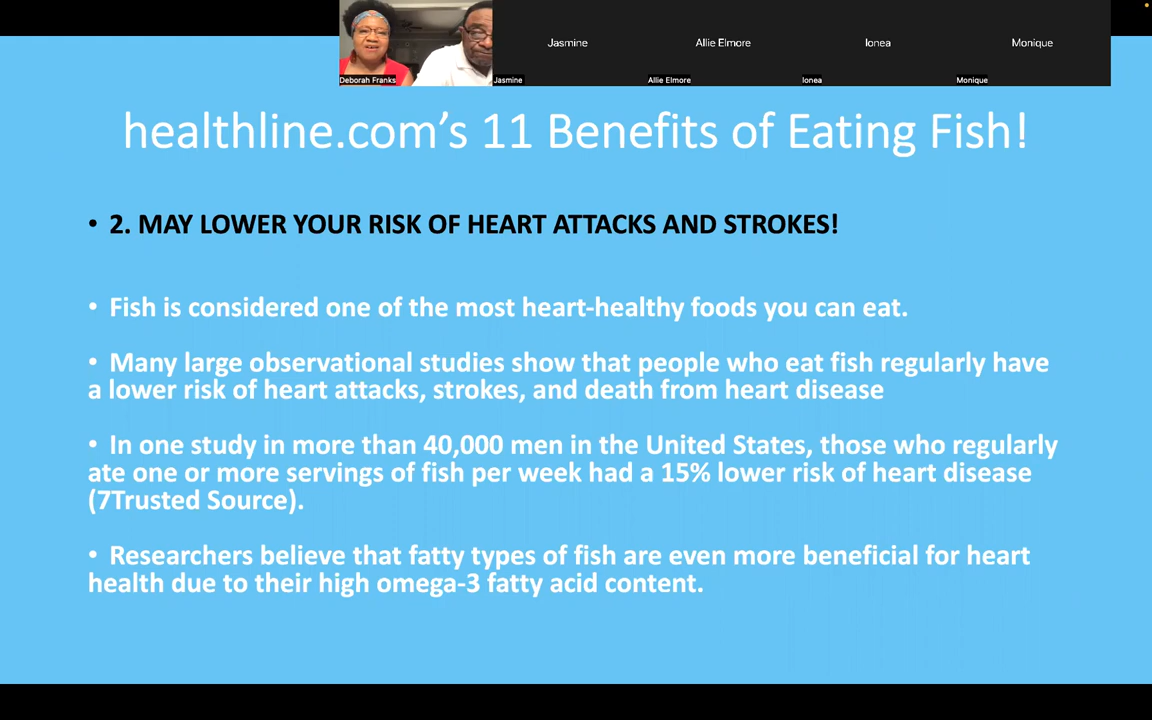 Jasmine Allie Elmore Ionea Monique
Deborah Franks Jasmine Allie Elmore Ionea Monique
healthline.com’s 11 Benefits of Eating Fish!
• 2. MAY LOWER YOUR RISK OF HEART ATTACKS AND STROKES!
• Fish is considered one of the most heart-healthy foods you can eat.
• Many large observational studies show that people who eat fish regularly have
a lower risk of heart attacks, strokes, and death from heart disease
• In one study in more than 40,000 men in the United States, those who regularly
ate one or more servings of fish per week had a 15% lower risk of heart disease
(7Trusted Source).
• Researchers believe that fatty types of fish are even more beneficial for heart
health due to their high omega-3 fatty acid content.